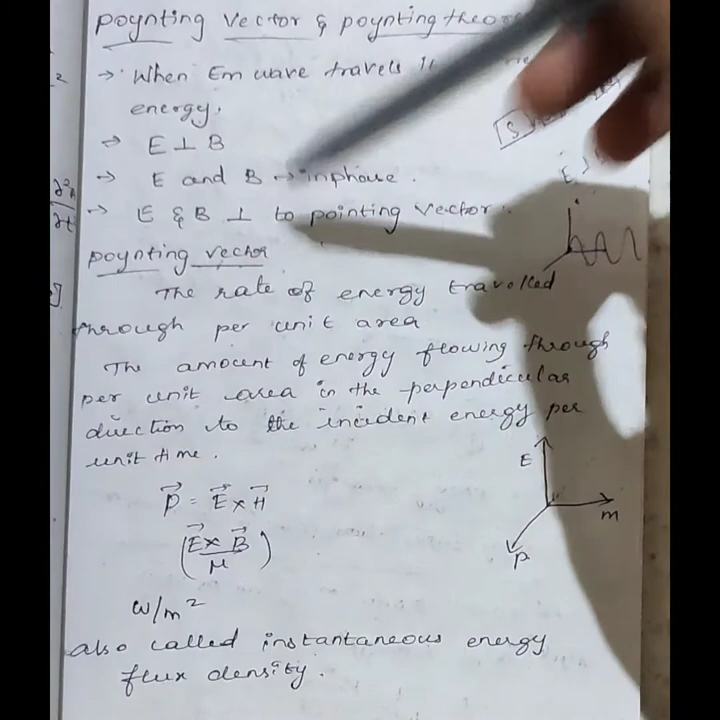 Poynting Vector & poynting theo
→ When Em wave travels it
energy.
→ E ⊥ B
→ E and B → inphase.
→ E & B ⊥ to pointing vector.
poynting vector
The rate of energy travelled
through per unit area
The amount of energy flowing through
per unit area in the perpendicular
direction to the incident energy per
unit time.
P⃗ = E⃗ × H⃗
(E⃗ × B⃗ / μ)
W/m²
also called instantaneous energy
flux density.
S
E
E
m
P
∂t